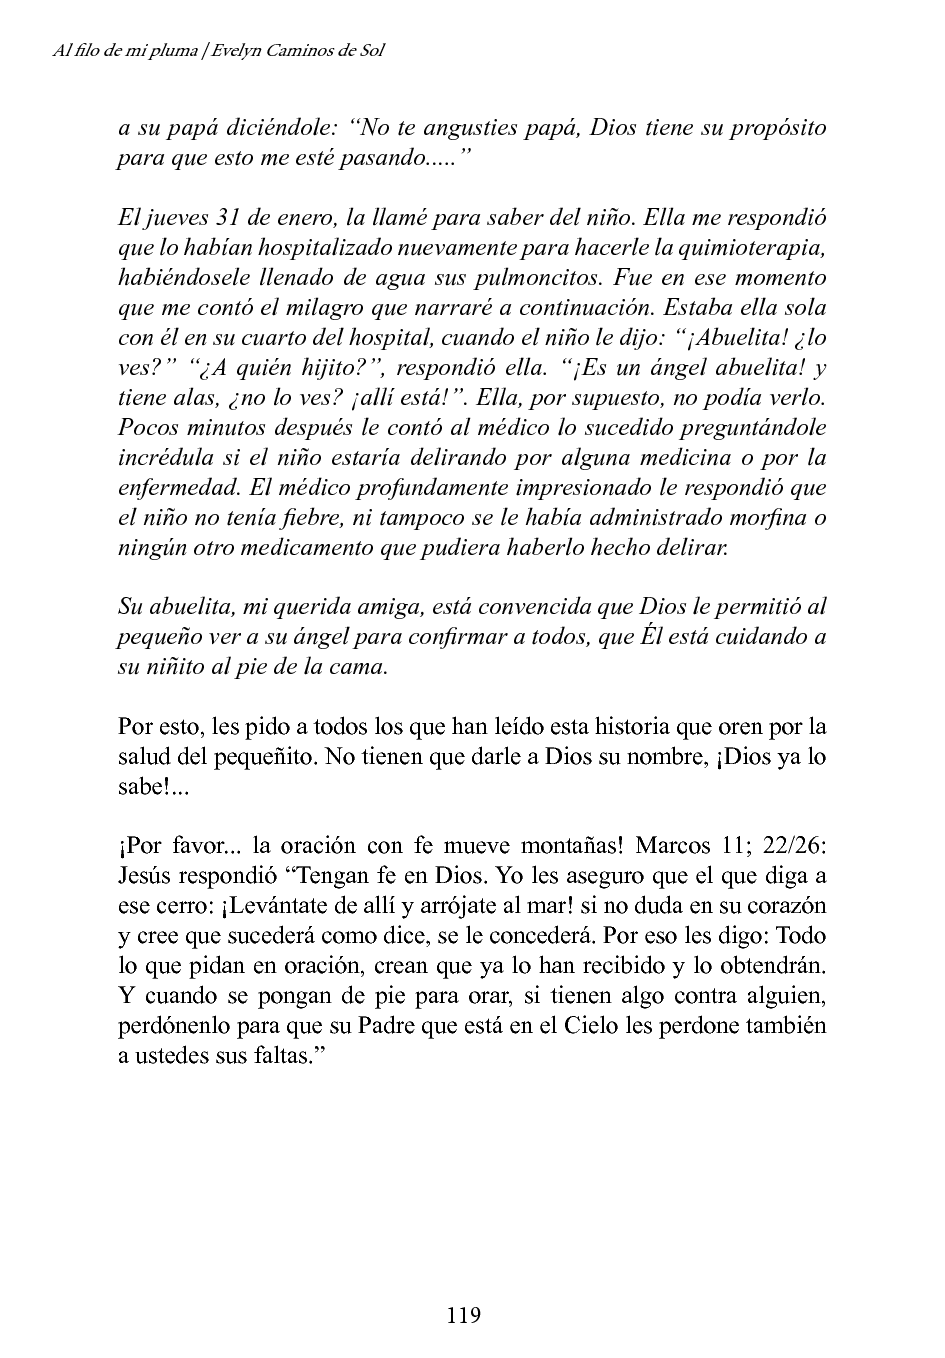 Al filo de mi pluma | Evelyn Caminos de Sol
a su papá diciéndole: “No te angusties papá, Dios tiene su propósito
para que esto me esté pasando.....”
El jueves 31 de enero, la llamé para saber del niño. Ella me respondió
que lo habían hospitalizado nuevamente para hacerle la quimioterapia,
habiéndosele llenado de agua sus pulmoncitos. Fue en ese momento
que me contó el milagro que narraré a continuación. Estaba ella sola
con él en su cuarto del hospital, cuando el niño le dijo: “¡Abuelita! ¿lo
ves?” “¿A quién hijito?”, respondió ella. “¡Es un ángel abuelita! y
tiene alas, ¿no lo ves? ¡allí está!”. Ella, por supuesto, no podía verlo.
Pocos minutos después le contó al médico lo sucedido preguntándole
incrédula si el niño estaría delirando por alguna medicina o por la
enfermedad. El médico profundamente impresionado le respondió que
el niño no tenía fiebre, ni tampoco se le había administrado morfina o
ningún otro medicamento que pudiera haberlo hecho delirar.
Su abuelita, mi querida amiga, está convencida que Dios le permitió al
pequeño ver a su ángel para confirmar a todos, que Él está cuidando a
su niñito al pie de la cama.
Por esto, les pido a todos los que han leído esta historia que oren por la
salud del pequeñito. No tienen que darle a Dios su nombre, ¡Dios ya lo
sabe!...
¡Por favor... la oración con fe mueve montañas! Marcos 11; 22/26:
Jesús respondió “Tengan fe en Dios. Yo les aseguro que el que diga a
ese cerro: ¡Levántate de allí y arrójate al mar! si no duda en su corazón
y cree que sucederá como dice, se le concederá. Por eso les digo: Todo
lo que pidan en oración, crean que ya lo han recibido y lo obtendrán.
Y cuando se pongan de pie para orar, si tienen algo contra alguien,
perdónenlo para que su Padre que está en el Cielo les perdone también
a ustedes sus faltas.”
119